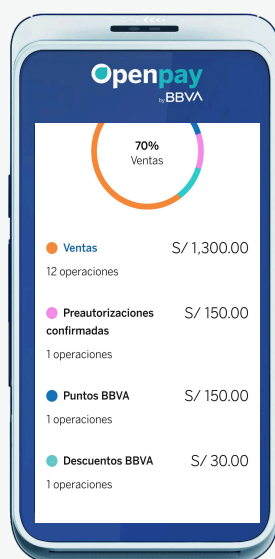 Openpay
by BBVA
70%
Ventas
Ventas S/ 1,300.00
12 operaciones
Preautorizaciones S/ 150.00
confirmadas
1 operaciones
Puntos BBVA S/ 150.00
1 operaciones
Descuentos BBVA S/ 30.00
1 operaciones